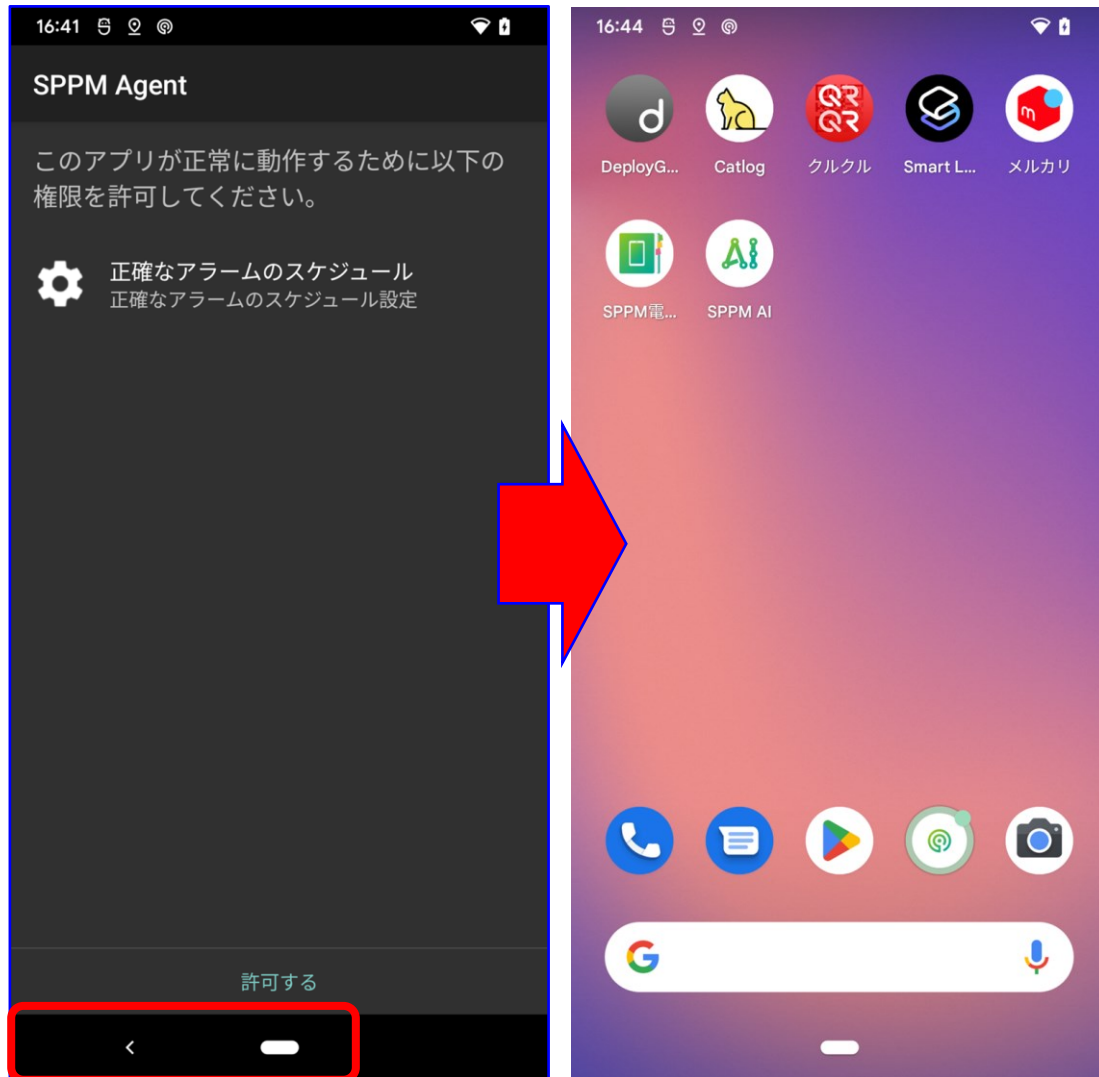 16:41
SPPM Agent
このアプリが正常に動作するために以下の
権限を許可してください。
正確なアラームのスケジュール
正確なアラームのスケジュール設定
許可する
16:44
d
QR
QR
m
DeployG...
Catlog
クルクル
Smart L...
メルカリ
AI
SPPM電...
SPPM AI
G